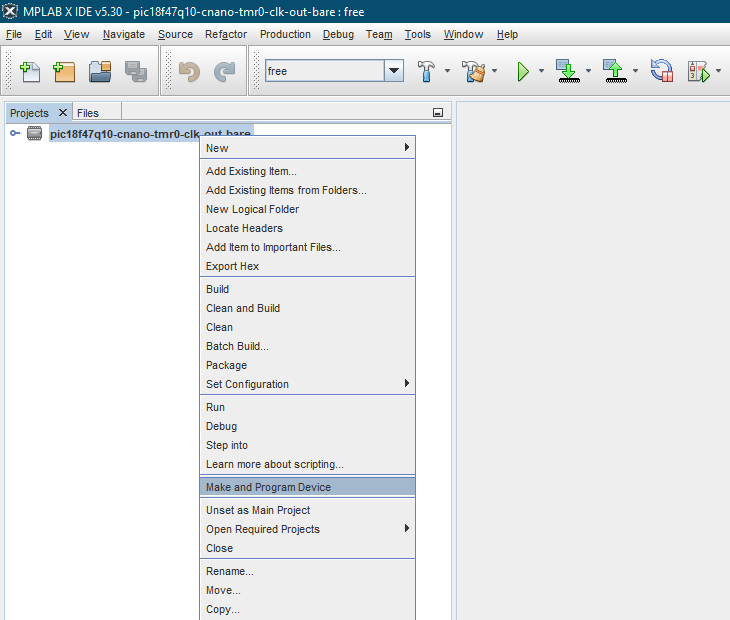 MPLAB X IDE v5.30 - pic18f47q10-cnano-tmr0-clk-out-bare : free
File Edit View Navigate Source Refactor Production Debug Team Tools Window Help
free
Projects Files
pic18f47q10-cnano-tmr0-clk-out-bare
New
Add Existing Item...
Add Existing Items from Folders...
New Logical Folder
Locate Headers
Add Item to Important Files...
Export Hex
Build
Clean and Build
Clean
Batch Build...
Package
Set Configuration
Run
Debug
Step into
Learn more about scripting...
Make and Program Device
Unset as Main Project
Open Required Projects
Close
Rename...
Move...
Copy...